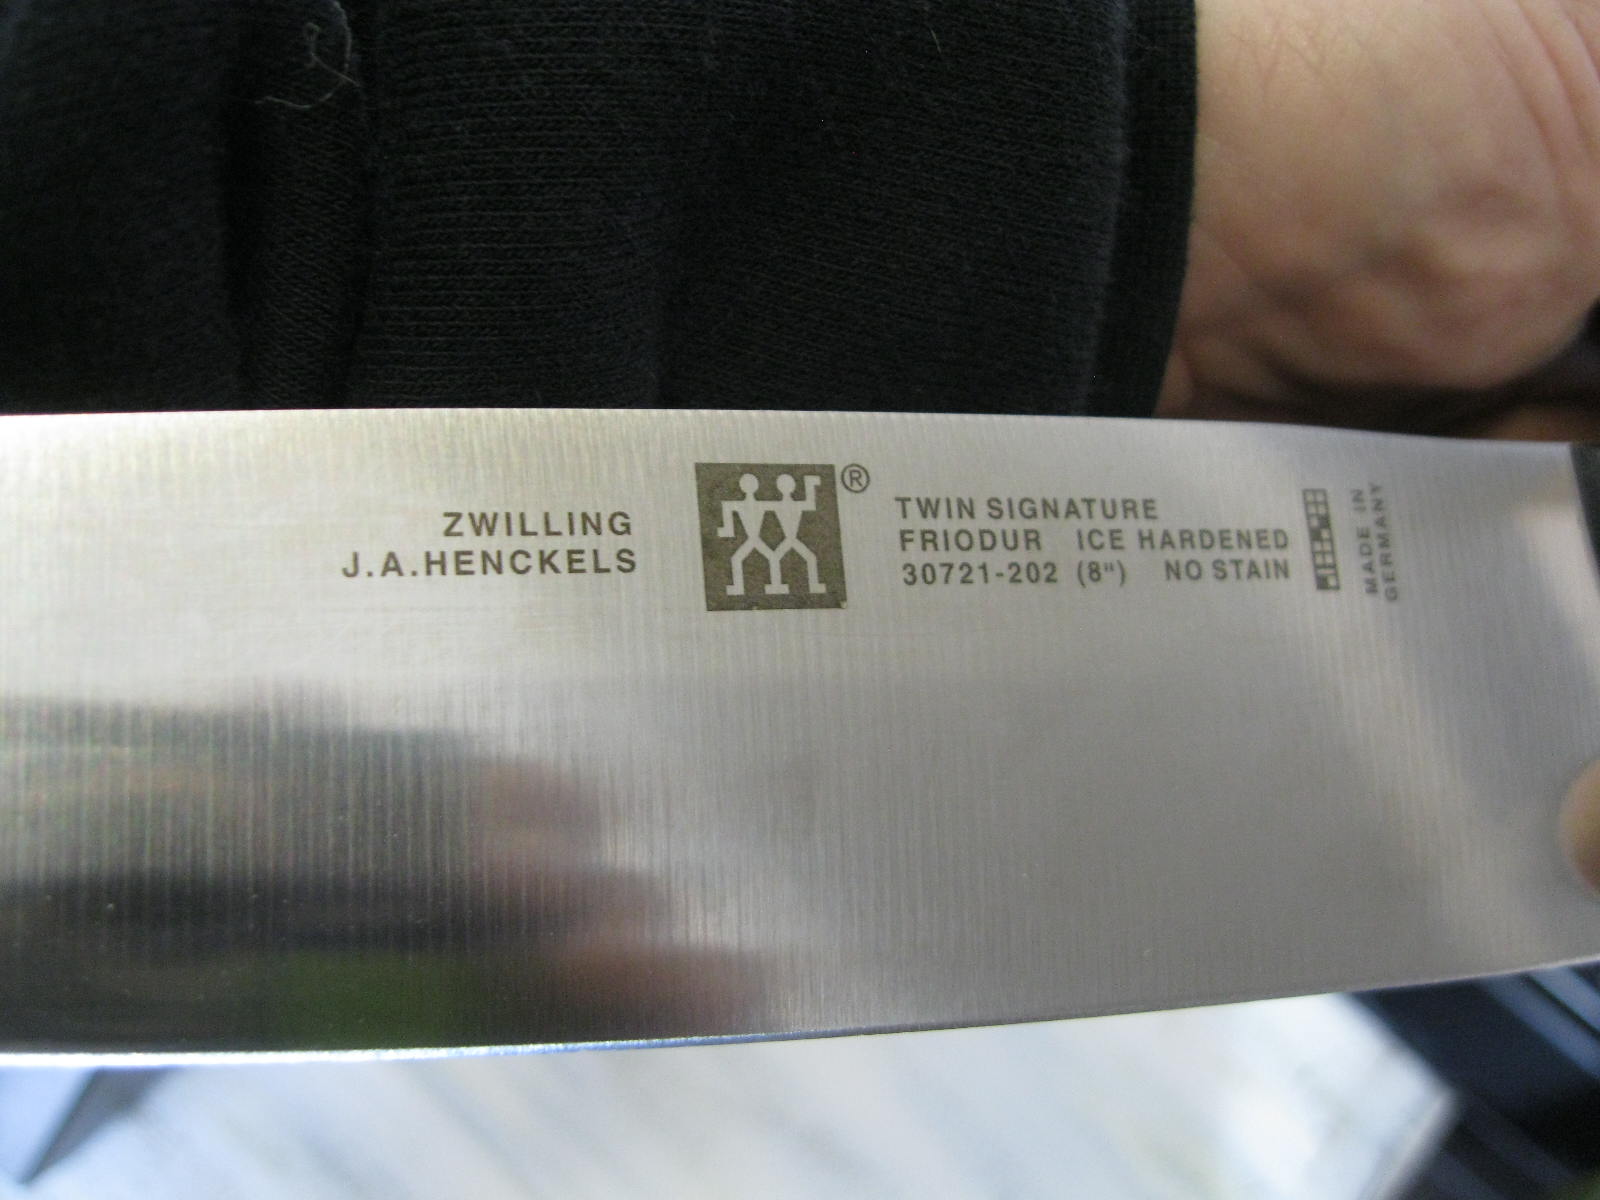 ZWILLING
J.A.HENCKELS
®
TWIN SIGNATURE
FRIODUR ICE HARDENED
30721-202 (8") NO STAIN
MADE IN
GERMANY